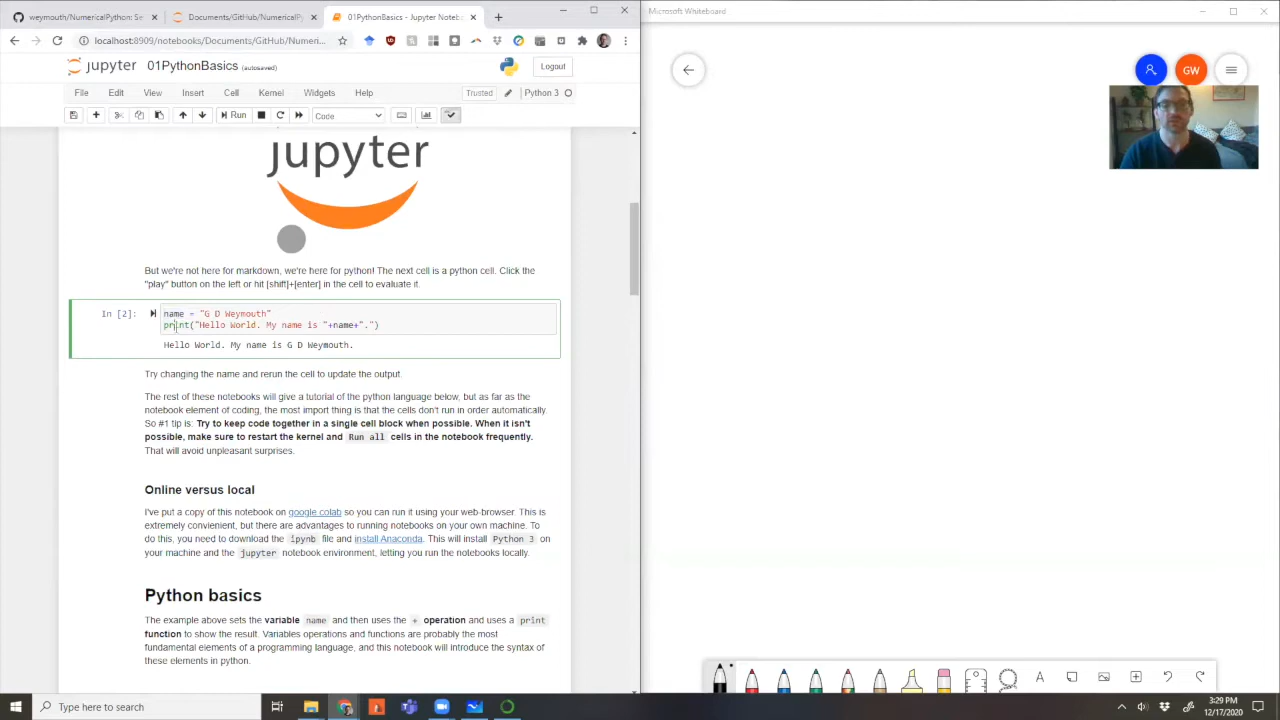 weymouth/NumericalPython: Se
Documents/GitHub/NumericalPy
01PythonBasics - Jupyter Noteb
Microsoft Whiteboard
localhost:8909/notebooks/Documents/GitHub/Numeri...
jupyter 01PythonBasics (autosaved)
Logout
GW
File Edit View Insert Cell Kernel Widgets Help
Trusted Python 3
Run Code
jupyter
But we're not here for markdown, we're here for python! The next cell is a python cell. Click the
"play" button on the left or hit [shift]+[enter] in the cell to evaluate it.
In [2]:
name = "G D Weymouth"
print("Hello World. My name is "+name+".")
Hello World. My name is G D Weymouth.
Try changing the name and rerun the cell to update the output.
The rest of these notebooks will give a tutorial of the python language below, but as far as the
notebook element of coding, the most import thing is that the cells don't run in order automatically.
So #1 tip is: Try to keep code together in a single cell block when possible. When it isn't
possible, make sure to restart the kernel and Run all cells in the notebook frequently.
That will avoid unpleasant surprises.
Online versus local
I've put a copy of this notebook on google colab so you can run it using your web-browser. This is
extremely convienient, but there are advantages to running notebooks on your own machine. To
do this, you need to download the ipynb file and install Anaconda. This will install Python 3 on
your machine and the jupyter notebook environment, letting you run the notebooks locally.
Python basics
The example above sets the variable name and then uses the + operation and uses a print
function to show the result. Variables operations and functions are probably the most
fundamental elements of a programming language, and this notebook will introduce the syntax of
these elements in python.
Type here to search
3:29 PM
12/17/2020